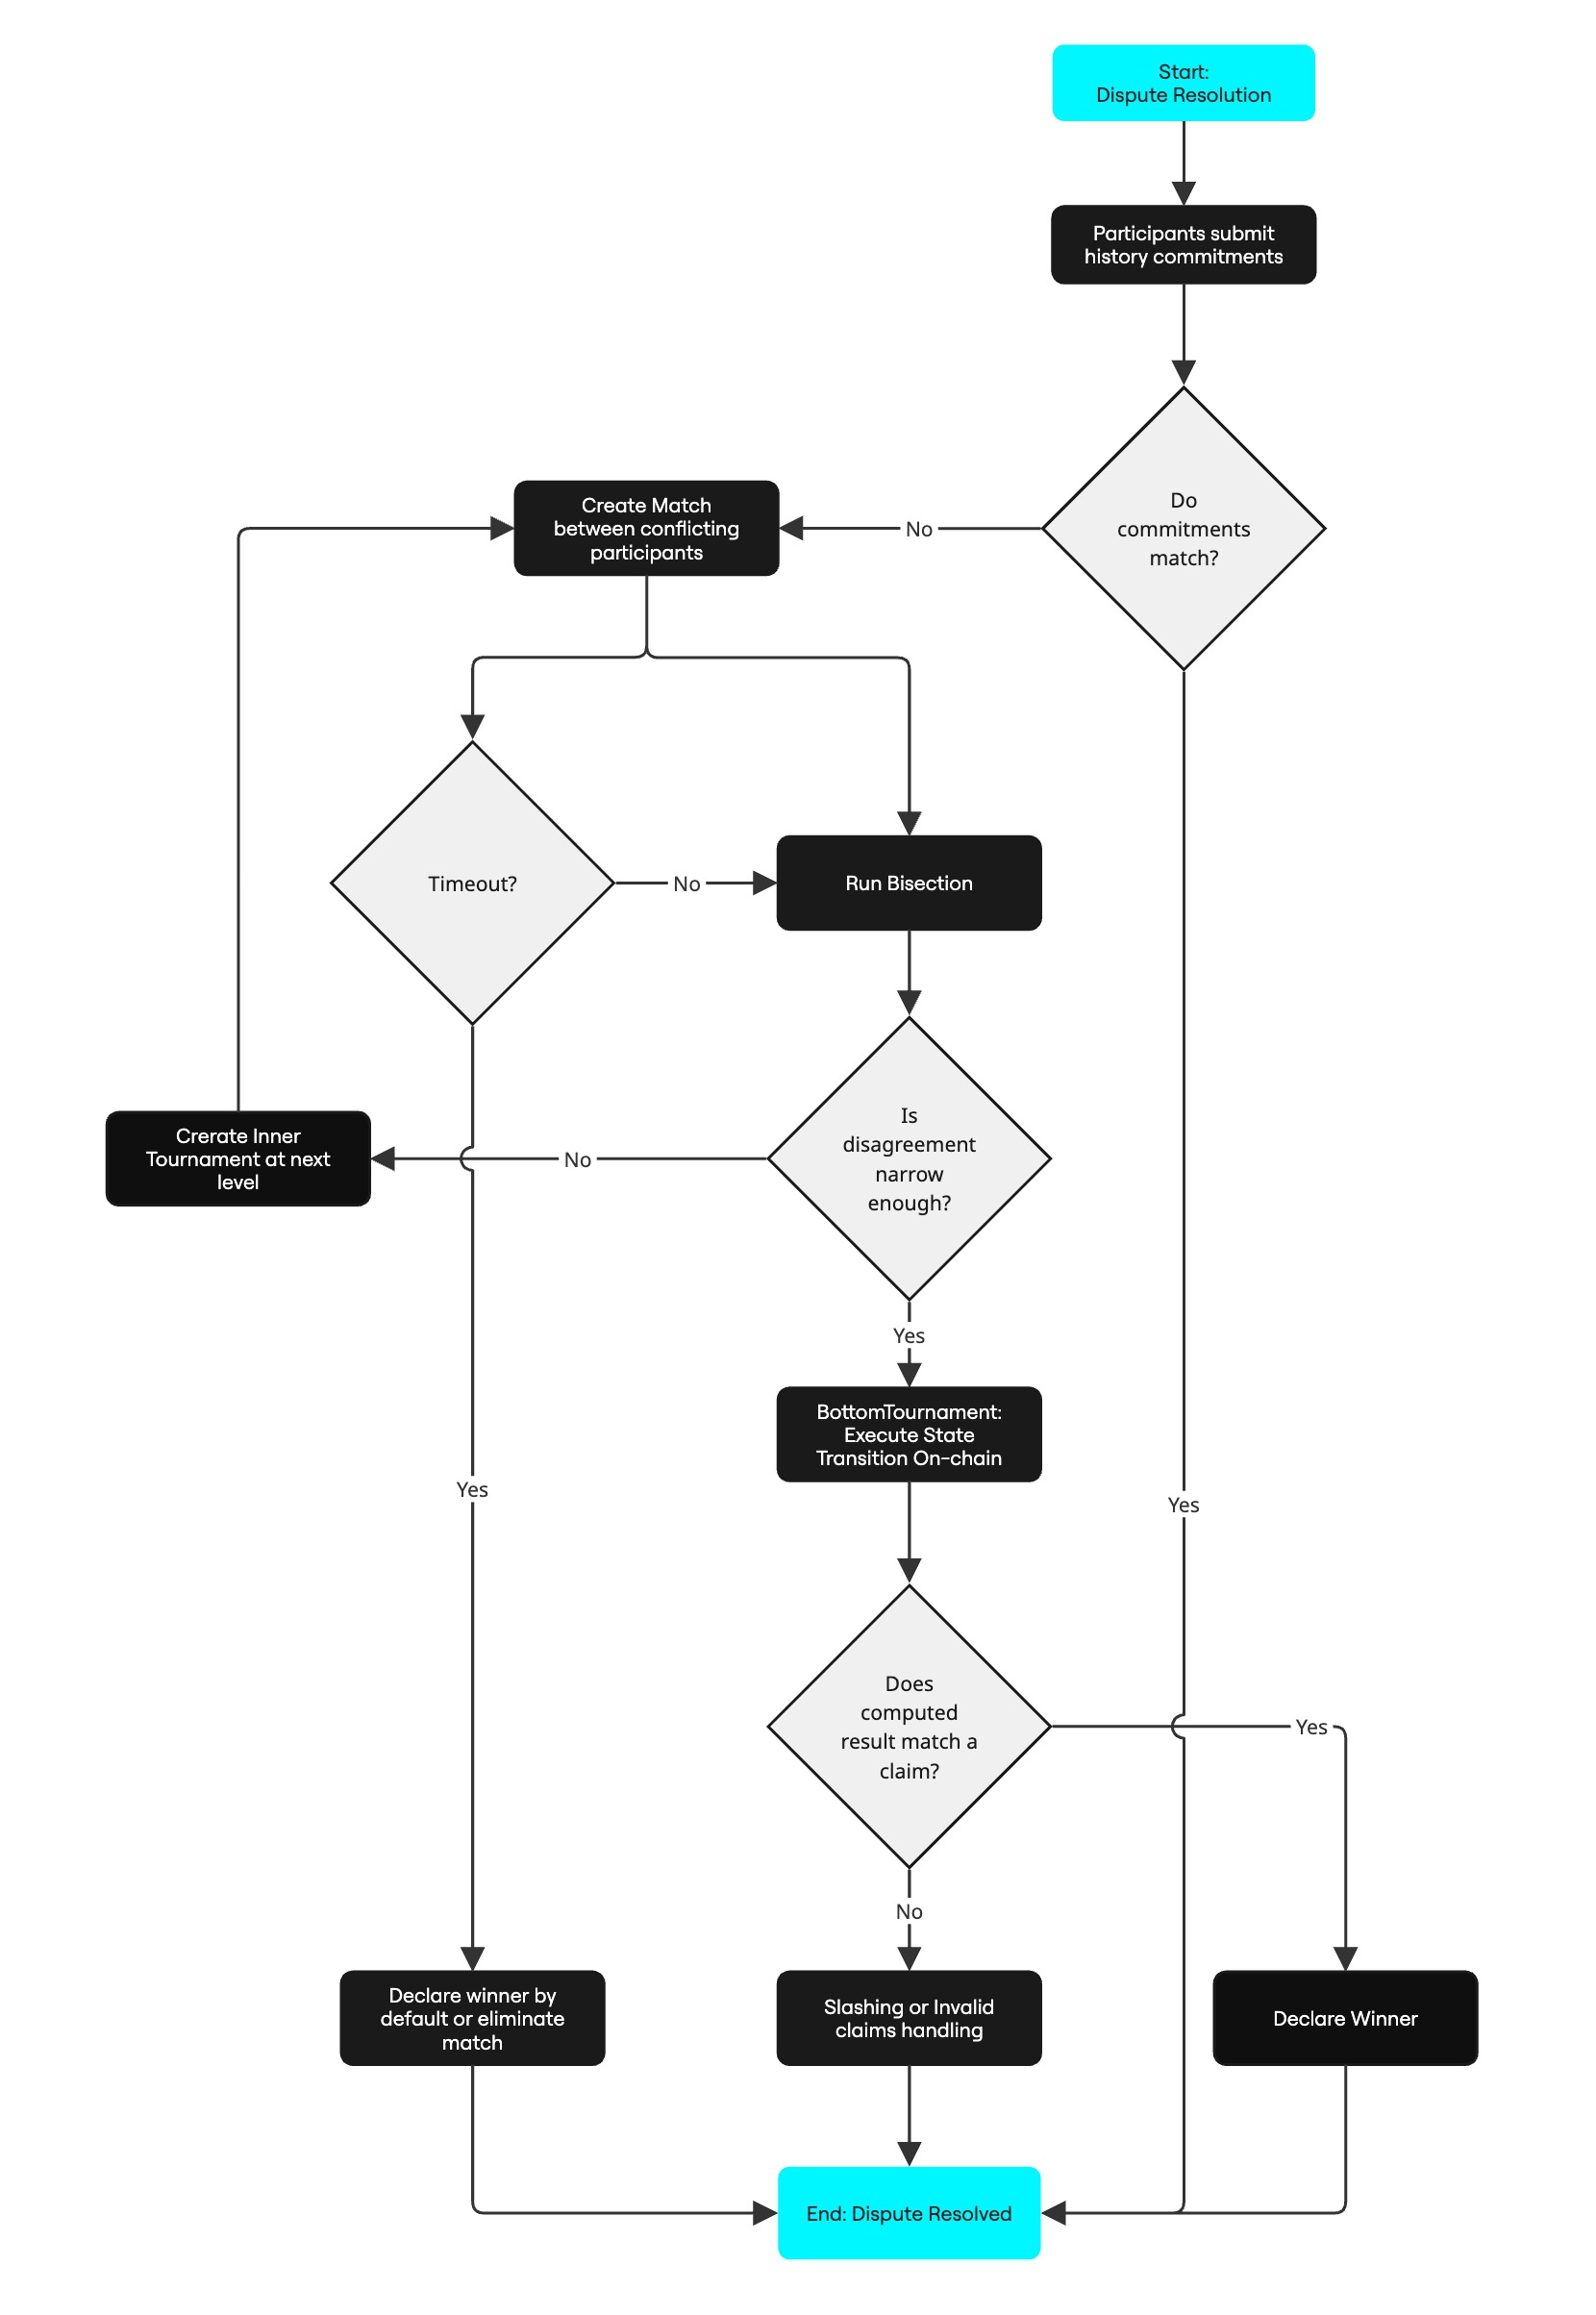 Start:
Dispute Resolution
Participants submit
history commitments
Do
commitments
match?
No
Create Match
between conflicting
participants
Timeout?
No
Run Bisection
Is
disagreement
narrow
enough?
No
Crerate Inner
Tournament at next
level
Yes
BottomTournament:
Execute State
Transition On-chain
Yes
Yes
Does
computed
result match a
claim?
Yes
No
Declare winner by
default or eliminate
match
Slashing or Invalid
claims handling
Declare Winner
End: Dispute Resolved